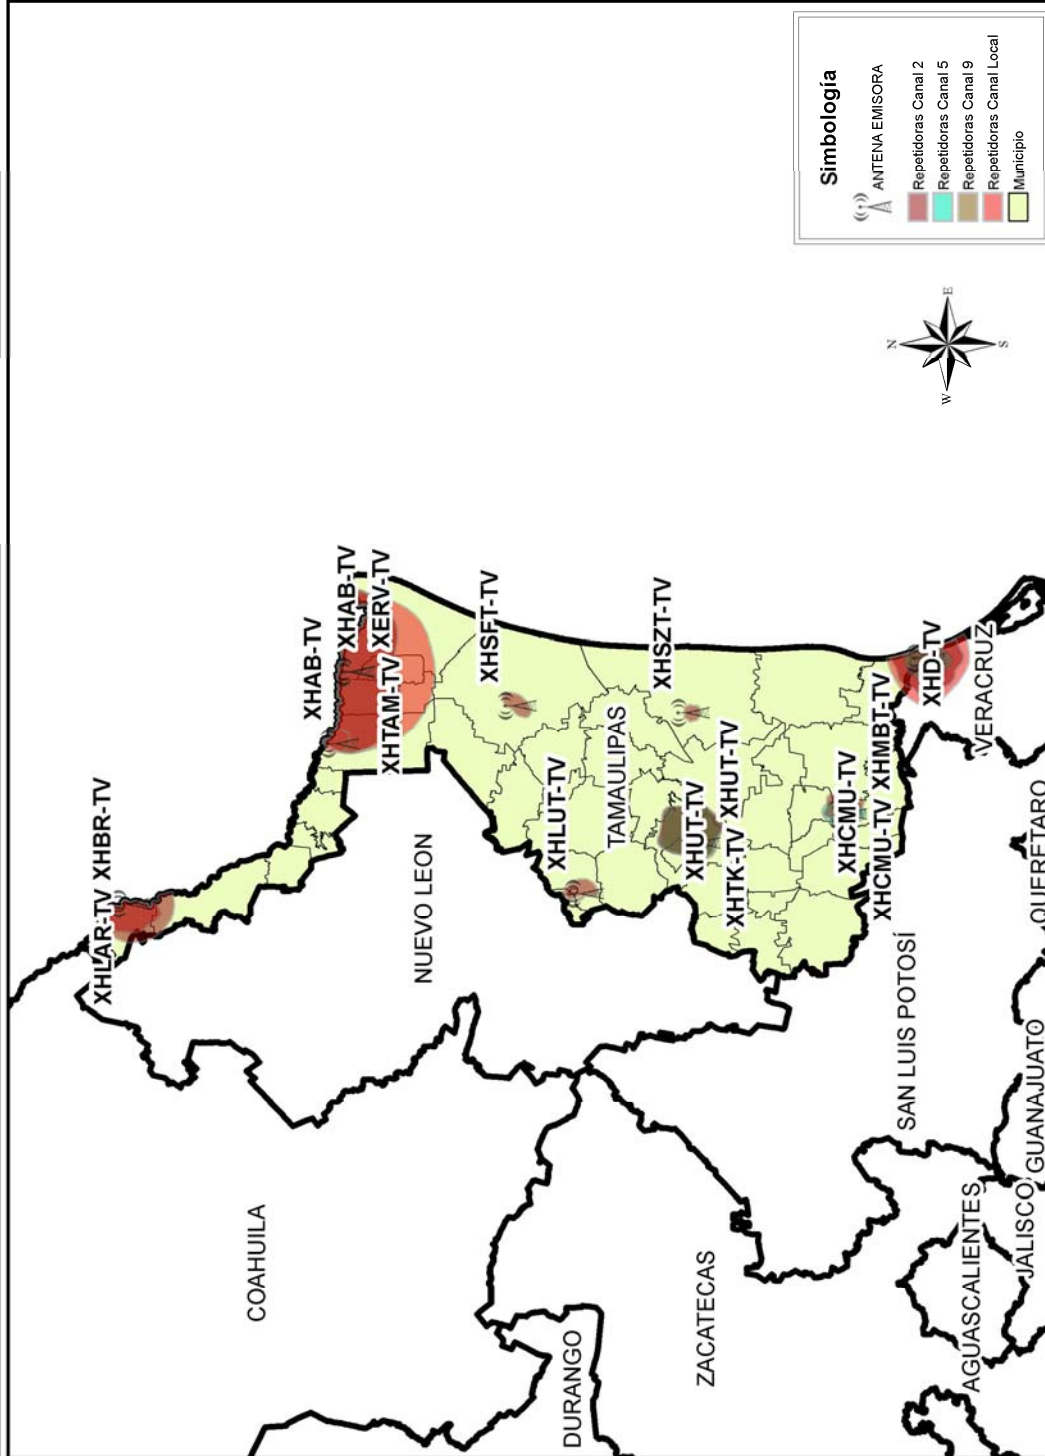 Simbología
ANTENA EMISORA
Repetidoras Canal 2
Repetidoras Canal 5
Repetidoras Canal 9
Repetidoras Canal Local
Municipio
N
E
S
W
XHLAR-TV XHBR-TV
XHAB-TV
XHAB-TV
XERV-TV
XHTAM-TV
XHSFT-TV
XHLUT-TV
TAMAULIPAS
XHSZT-TV
XHUT-TV
XHTK-TV XHUT-TV
XHCMU-TV
XHCMU-TV XHMBT-TV
XHD-TV
VERACRUZ
NUEVO LEON
COAHUILA
DURANGO
ZACATECAS
SAN LUIS POTOSÍ
AGUASCALIENTES
JALISCO
GUANAJUATO
QUERETARO